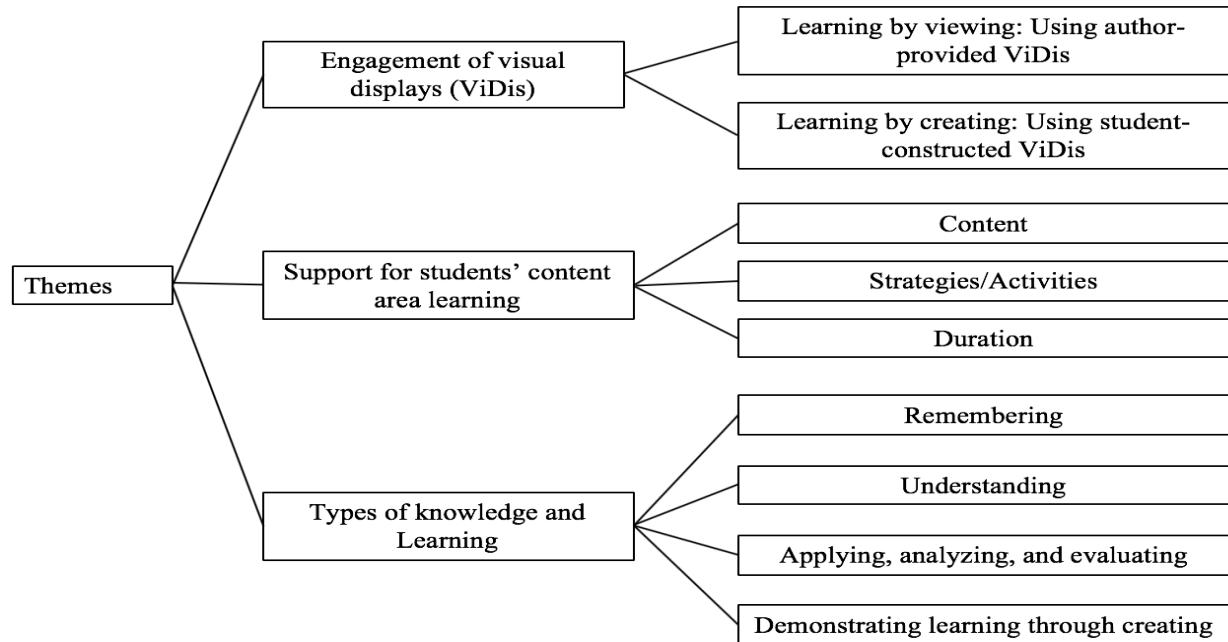 Themes
Engagement of visual
displays (ViDis)
Learning by viewing: Using author-
provided ViDis
Learning by creating: Using student-
constructed ViDis
Support for students’ content
area learning
Content
Strategies/Activities
Duration
Types of knowledge and
Learning
Remembering
Understanding
Applying, analyzing, and evaluating
Demonstrating learning through creating